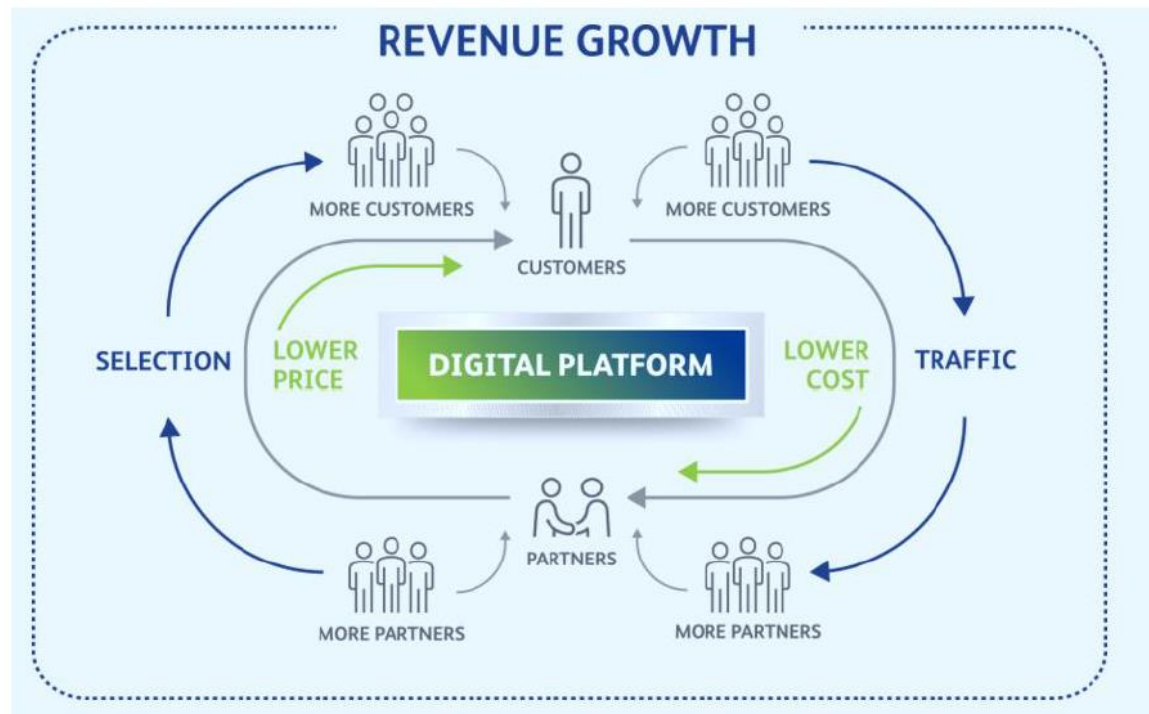 REVENUE GROWTH
MORE CUSTOMERS
MORE CUSTOMERS
CUSTOMERS
SELECTION
LOWER
PRICE
DIGITAL PLATFORM
LOWER
COST
TRAFFIC
PARTNERS
MORE PARTNERS
MORE PARTNERS